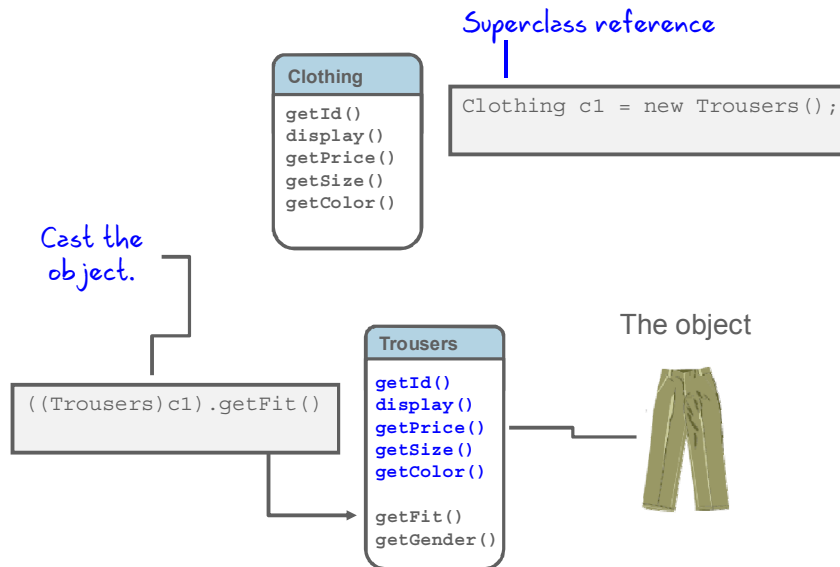 Superclass reference
Clothing
getId()
display()
getPrice()
getSize()
getColor()
Clothing c1 = new Trousers();
Cast the
object.
((Trousers)c1).getFit()
Trousers
getId()
display()
getPrice()
getSize()
getColor()
getFit()
getGender()
The object